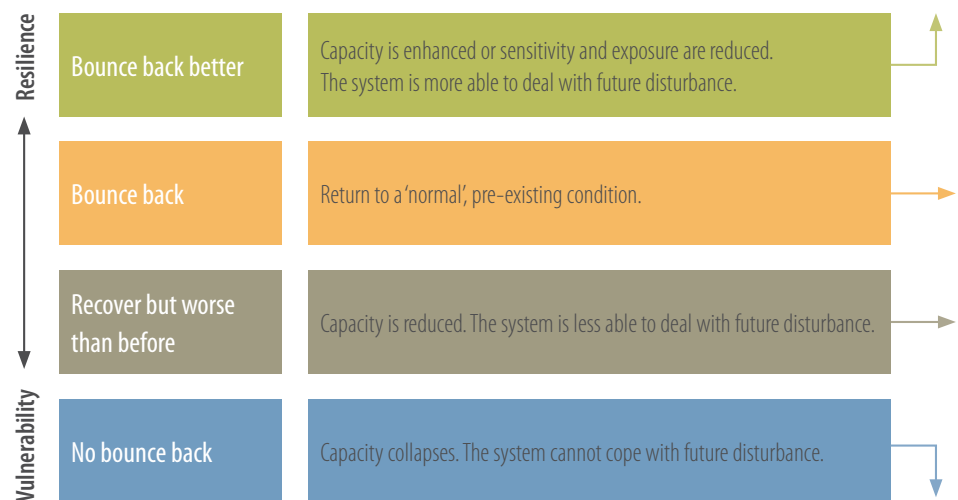 Resilience
Bounce back better
Capacity is enhanced or sensitivity and exposure are reduced.
The system is more able to deal with future disturbance.
Bounce back
Return to a ‘normal’, pre-existing condition.
Recover but worse
than before
Capacity is reduced. The system is less able to deal with future disturbance.
Vulnerability
No bounce back
Capacity collapses. The system cannot cope with future disturbance.